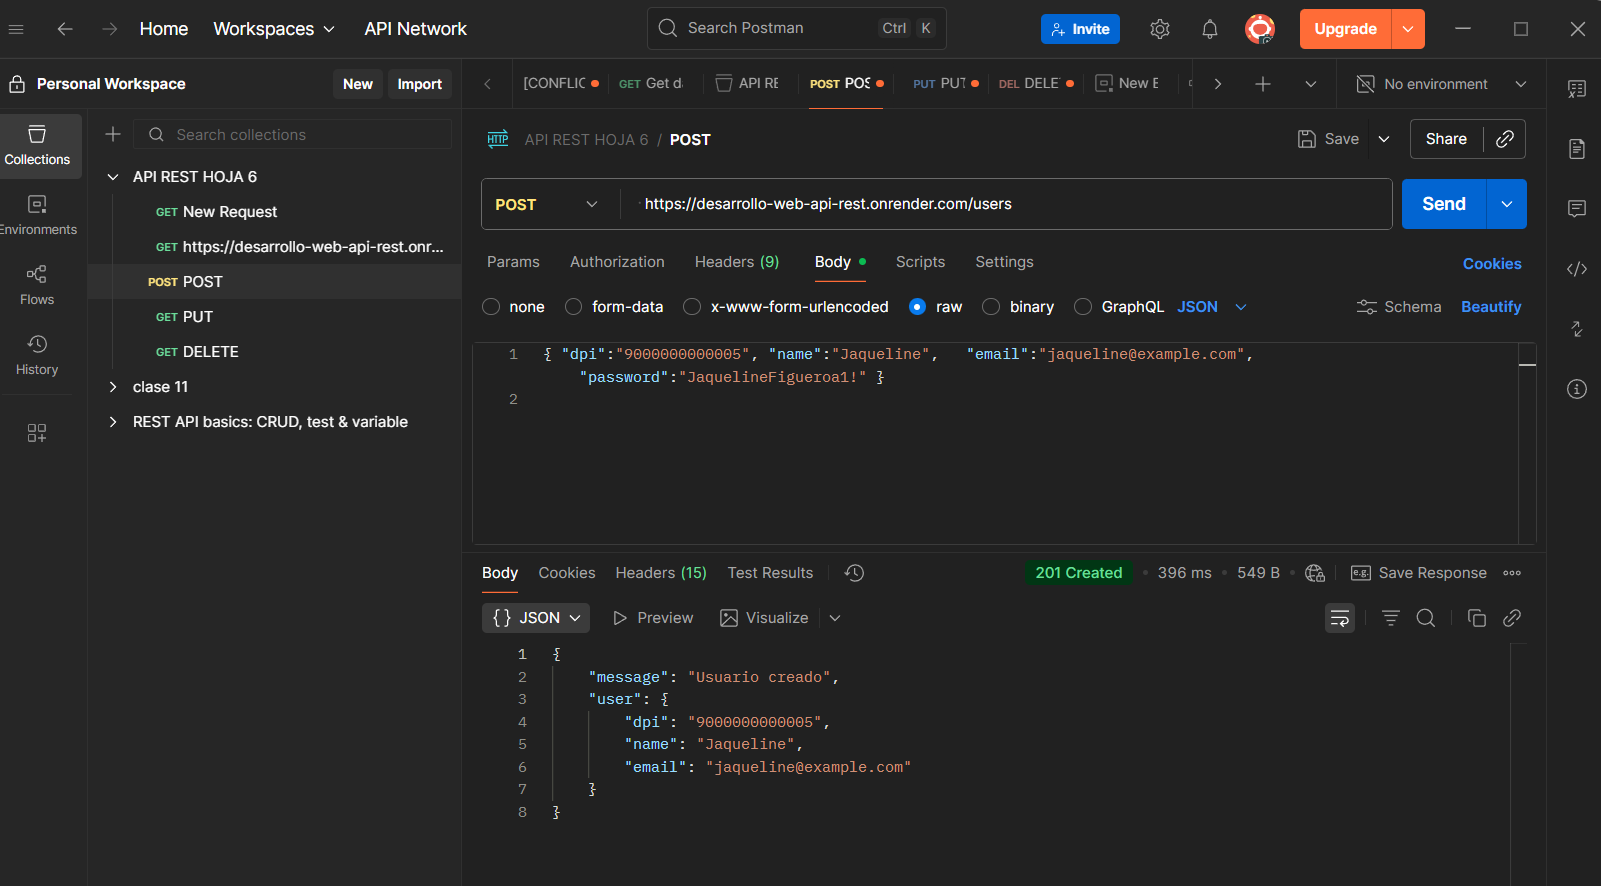 Home Workspaces API Network Search Postman Ctrl K Invite Upgrade
Personal Workspace New Import
[CONFLIC GET Get d API RE POST POS PUT PUT DEL DELE New E No environment
Collections
Environments
Flows
History
Search collections
API REST HOJA 6
GET New Request
GET https://desarrollo-web-api-rest.onr...
POST POST
GET PUT
GET DELETE
clase 11
REST API basics: CRUD, test & variable
HTTP API REST HOJA 6 / POST Save Share
POST https://desarrollo-web-api-rest.onrender.com/users Send
Params Authorization Headers (9) Body Scripts Settings Cookies
none form-data x-www-form-urlencoded raw binary GraphQL JSON Schema Beautify
1 { "dpi":"9000000000005", "name":"Jaqueline", "email":"jaqueline@example.com",
"password":"JaquelineFigueroa1!" }
2
Body Cookies Headers (15) Test Results 201 Created • 396 ms • 549 B • e.g. Save Response
{} JSON Preview Visualize
1 {
2 "message": "Usuario creado",
3 "user": {
4 "dpi": "9000000000005",
5 "name": "Jaqueline",
6 "email": "jaqueline@example.com"
7 }
8 }